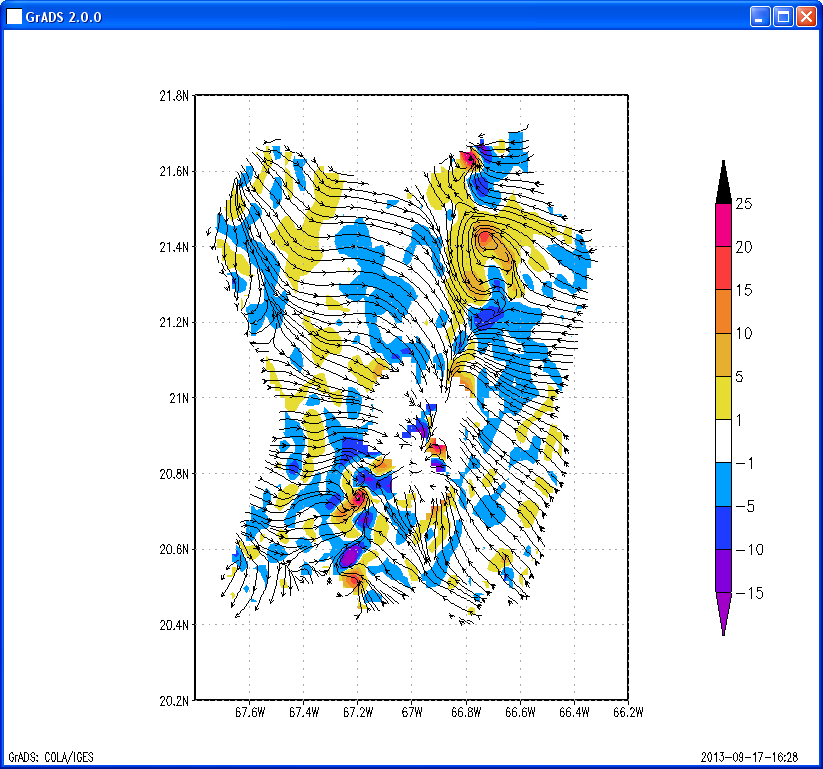 GrADS 2.0.0
21.8N
21.6N
21.4N
21.2N
21N
20.8N
20.6N
20.4N
20.2N
67.6W 67.4W 67.2W 67W 66.8W 66.6W 66.4W 66.2W
25
20
15
10
5
1
−1
−5
−10
−15
GrADS: COLA/IGES 2013-09-17-16:28